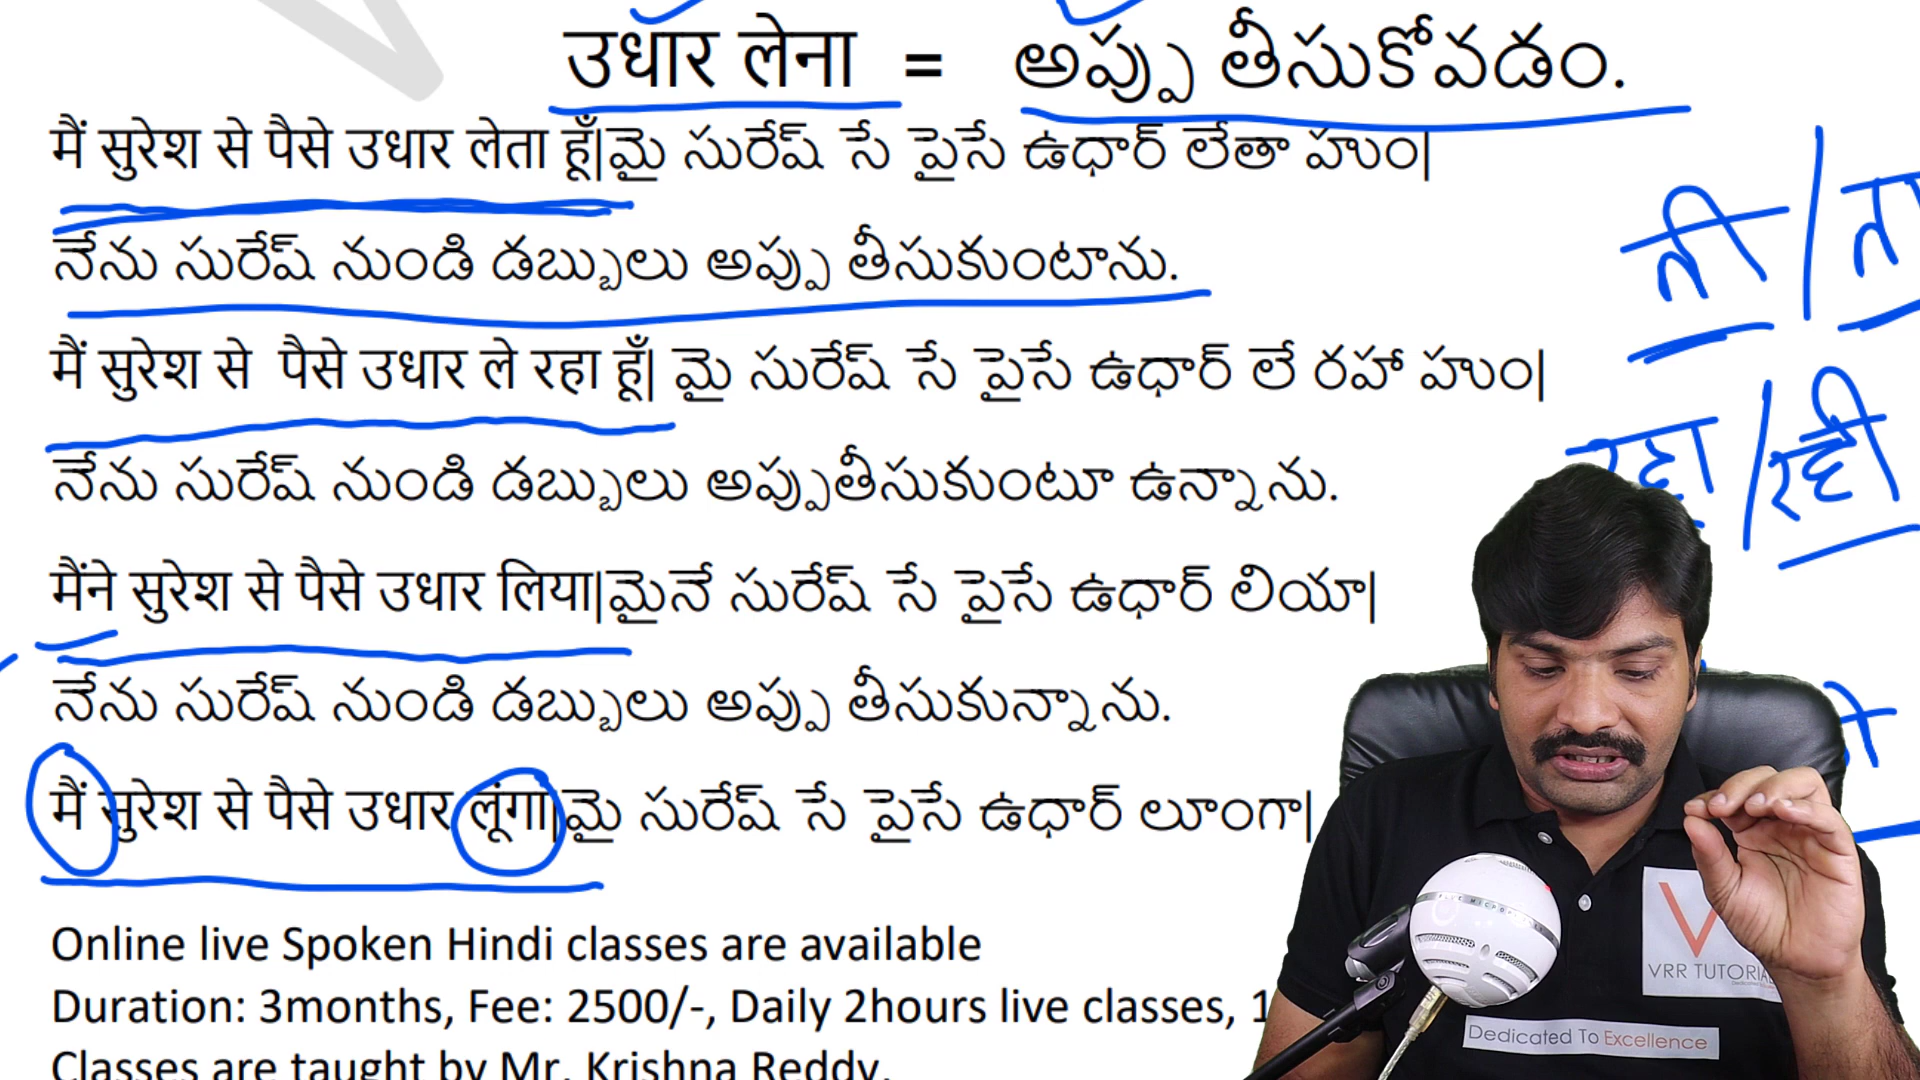 उधार लेना = అప్పు తీసుకోవడం.
मैं सुरेश से पैसे उधार लेता हूँ|మై సురేష్ సే పైసే ఉధార్ లేతా హుం|
నేను సురేష్ నుండి డబ్బులు అప్పు తీసుకుంటాను.
ती / ता
मैं सुरेश से पैसे उधार ले रहा हूँ| మై సురేష్ సే పైసే ఉధార్ లే రహా హుం|
रहा / रही
నేను సురేష్ నుండి డబ్బులు అప్పుతీసుకుంటూ ఉన్నాను.
मैंने सुरेश से पैसे उधार लिया|మైనే సురేష్ సే పైసే ఉధార్ లియా|
నేను సురేష్ నుండి డబ్బులు అప్పు తీసుకున్నాను.
मैं सुरेश से पैसे उधार लूंगा|మై సురేష్ సే పైసే ఉధార్ లూంగా|
Online live Spoken Hindi classes are available
Duration: 3months, Fee: 2500/-, Daily 2hours live classes, 1
Classes are taught by Mr. Krishna Reddy.
VRR TUTORIA
Dedicated To Excellence